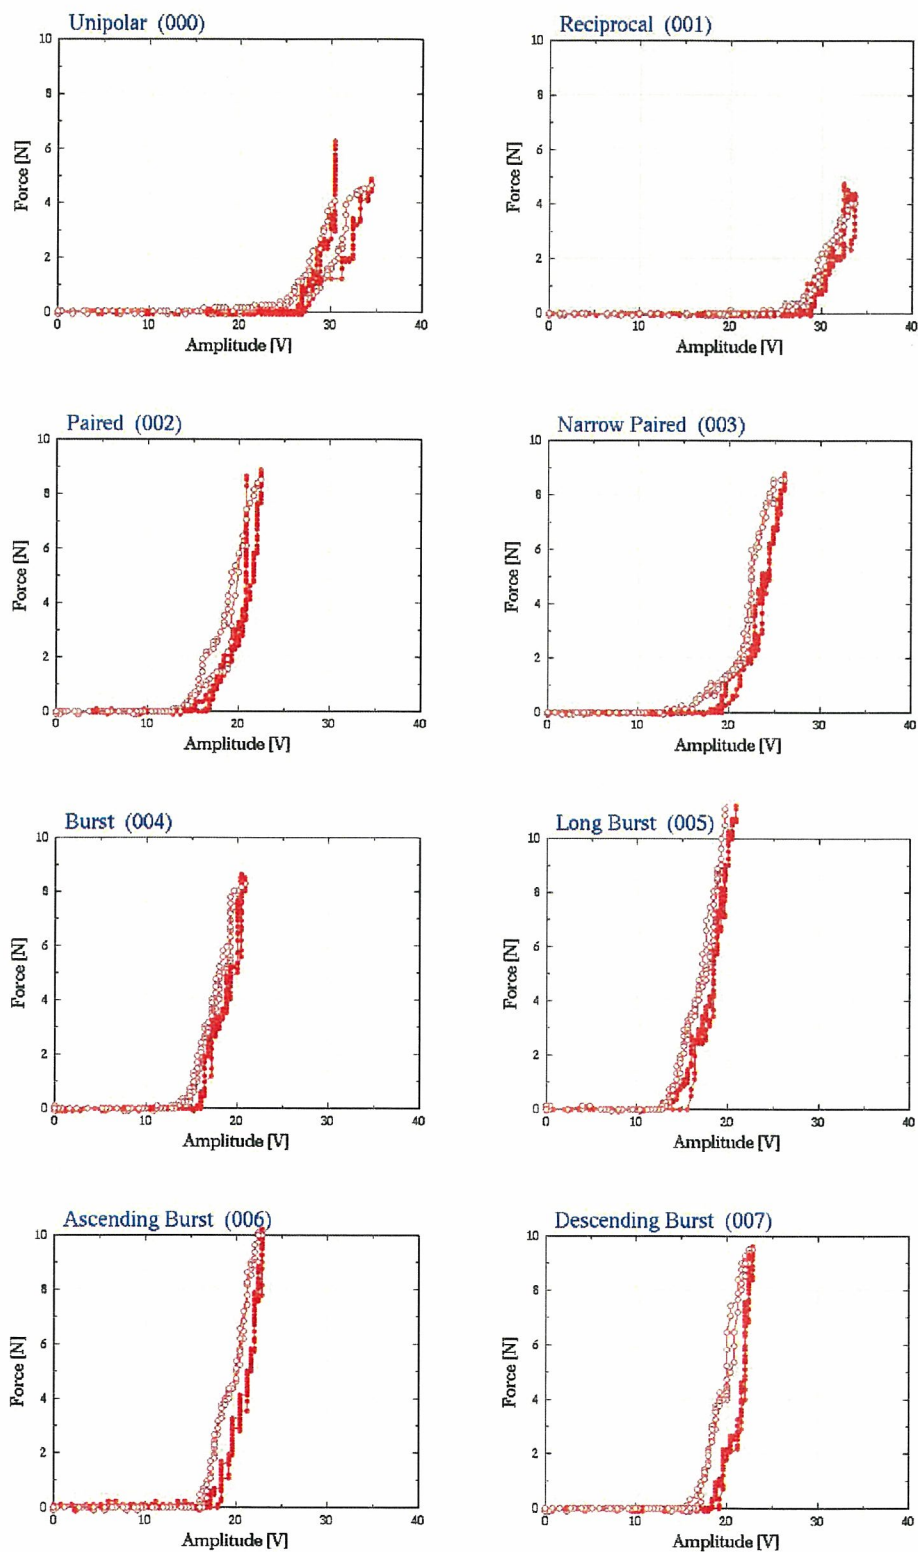 Unipolar (000)
10
8
6
4
2
0
Force [N]
0 10 20 30 40
Amplitude [V]
Reciprocal (001)
10
8
6
4
2
0
Force [N]
0 10 20 30 40
Amplitude [V]
Paired (002)
10
8
6
4
2
0
Force [N]
0 10 20 30 40
Amplitude [V]
Narrow Paired (003)
10
8
6
4
2
0
Force [N]
0 10 20 30 40
Amplitude [V]
Burst (004)
10
8
6
4
2
0
Force [N]
0 10 20 30 40
Amplitude [V]
Long Burst (005)
10
8
6
4
2
0
Force [N]
0 10 20 30 40
Amplitude [V]
Ascending Burst (006)
10
8
6
4
2
0
Force [N]
0 10 20 30 40
Amplitude [V]
Descending Burst (007)
10
8
6
4
2
0
Force [N]
0 10 20 30 40
Amplitude [V]